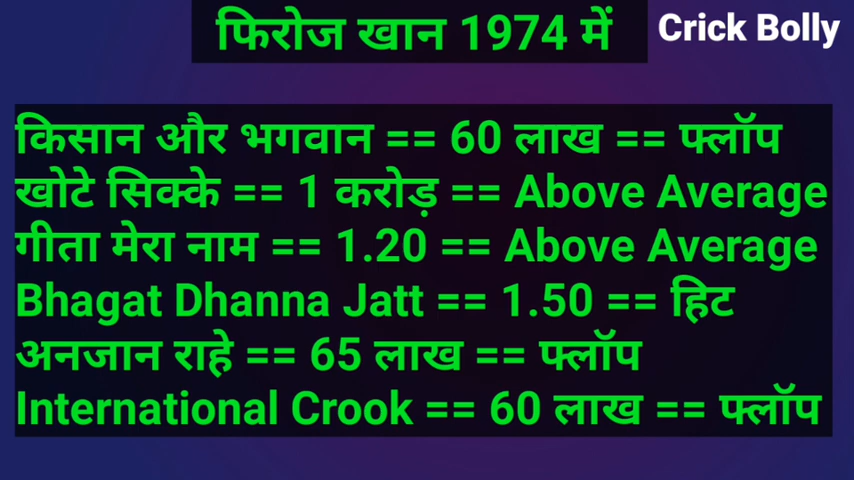 फिरोज खान 1974 में
Crick Bolly
किसान और भगवान == 60 लाख == फ्लॉप
खोटे सिक्के == 1 करोड़ == Above Average
गीता मेरा नाम == 1.20 == Above Average
Bhagat Dhanna Jatt == 1.50 == हिट
अनजान राहे == 65 लाख == फ्लॉप
International Crook == 60 लाख == फ्लॉप